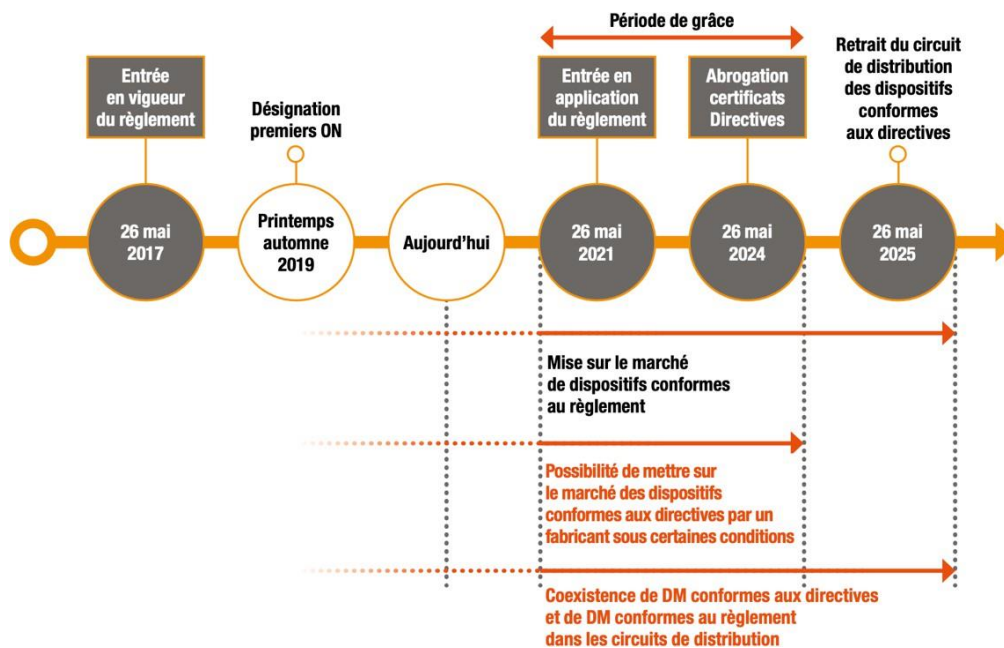 Période de grâce
Entrée
en vigueur
du règlement
Désignation
premiers ON
Entrée en
application
du règlement
Abrogation
certificats
Directives
Retrait du circuit
de distribution
des dispositifs
conformes
aux directives
26 mai
2017
Printemps
automne
2019
Aujourd’hui
26 mai
2021
26 mai
2024
26 mai
2025
Mise sur le marché
de dispositifs conformes
au règlement
Possibilité de mettre sur
le marché des dispositifs
conformes aux directives par un
fabricant sous certaines conditions
Coexistence de DM conformes aux directives
et de DM conformes au règlement
dans les circuits de distribution